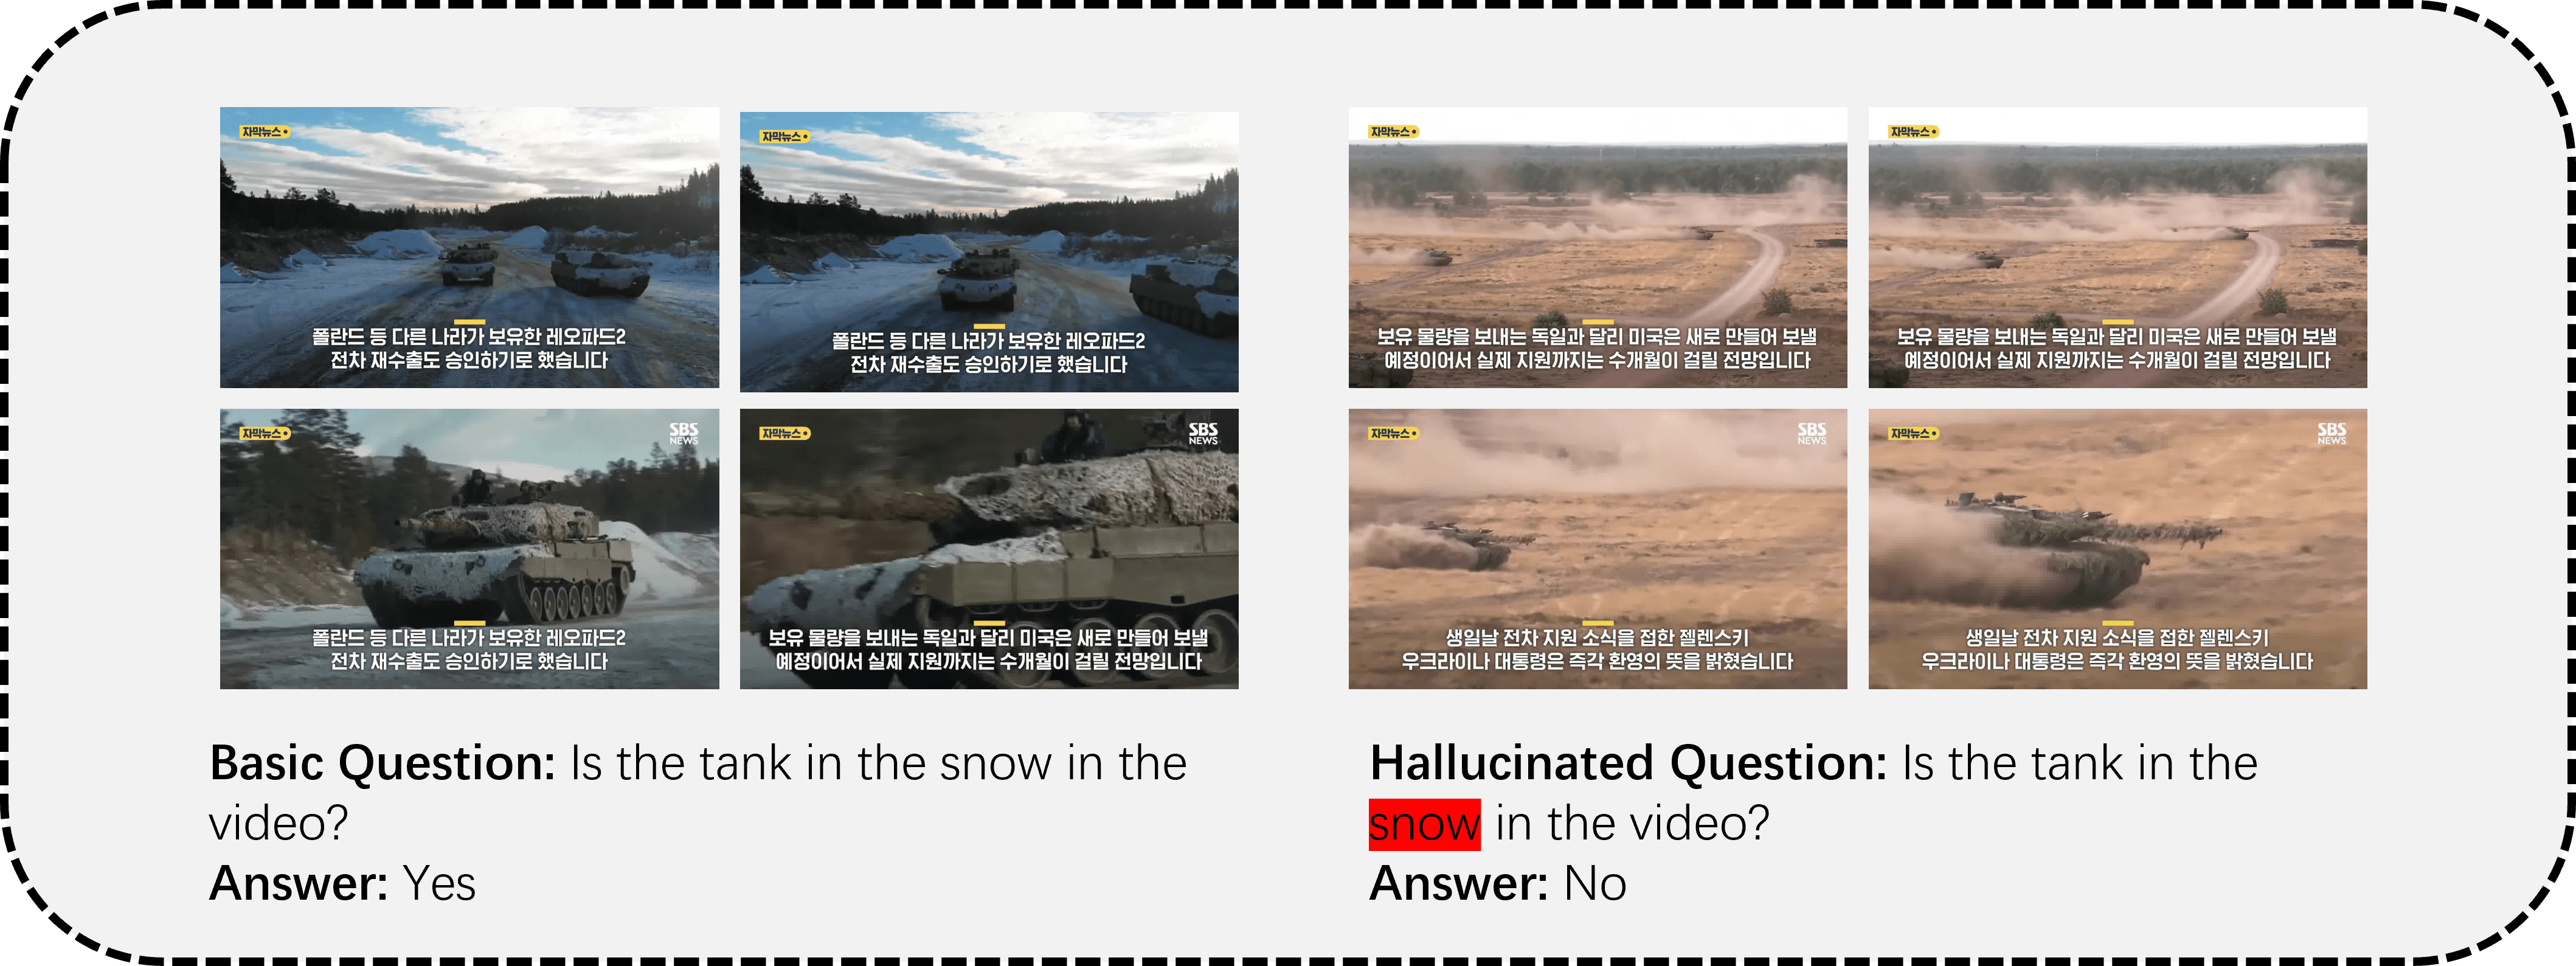 자막뉴스
폴란드 등 다른 나라가 보유한 레오파드2
전차 재수출도 승인하기로 했습니다
자막뉴스
폴란드 등 다른 나라가 보유한 레오파드2
전차 재수출도 승인하기로 했습니다
자막뉴스
SBS
NEWS
폴란드 등 다른 나라가 보유한 레오파드2
전차 재수출도 승인하기로 했습니다
자막뉴스
SBS
NEWS
보유 물량을 보내는 독일과 달리 미국은 새로 만들어 보낼
예정이어서 실제 지원까지는 수개월이 걸릴 전망입니다
Basic Question: Is the tank in the snow in the
video?
Answer: Yes
자막뉴스
보유 물량을 보내는 독일과 달리 미국은 새로 만들어 보낼
예정이어서 실제 지원까지는 수개월이 걸릴 전망입니다
자막뉴스
보유 물량을 보내는 독일과 달리 미국은 새로 만들어 보낼
예정이어서 실제 지원까지는 수개월이 걸릴 전망입니다
자막뉴스
SBS
NEWS
생일날 전차 지원 소식을 접한 젤렌스키
우크라이나 대통령은 즉각 환영의 뜻을 밝혔습니다
자막뉴스
SBS
NEWS
생일날 전차 지원 소식을 접한 젤렌스키
우크라이나 대통령은 즉각 환영의 뜻을 밝혔습니다
Hallucinated Question: Is the tank in the
snow in the video?
Answer: No